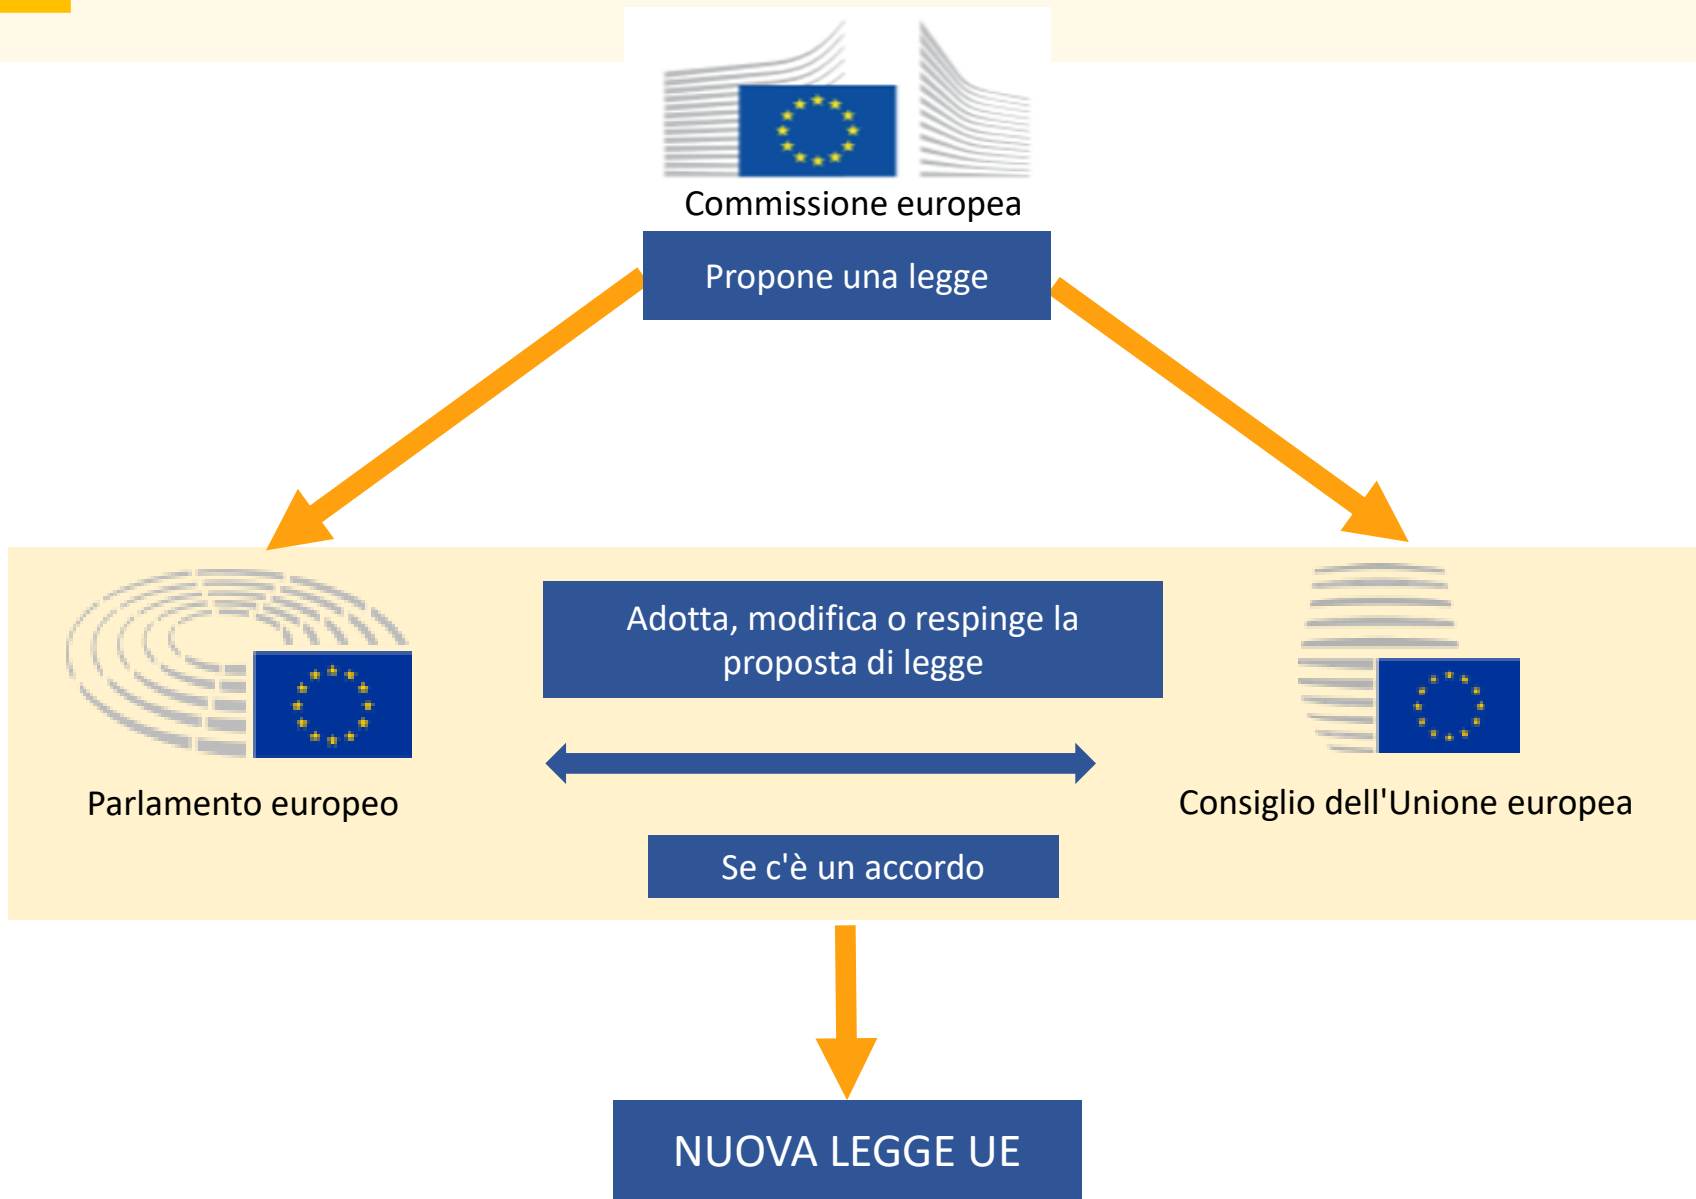 Commissione europea
Propone una legge
Adotta, modifica o respinge la
proposta di legge
Parlamento europeo
Consiglio dell'Unione europea
Se c'è un accordo
NUOVA LEGGE UE